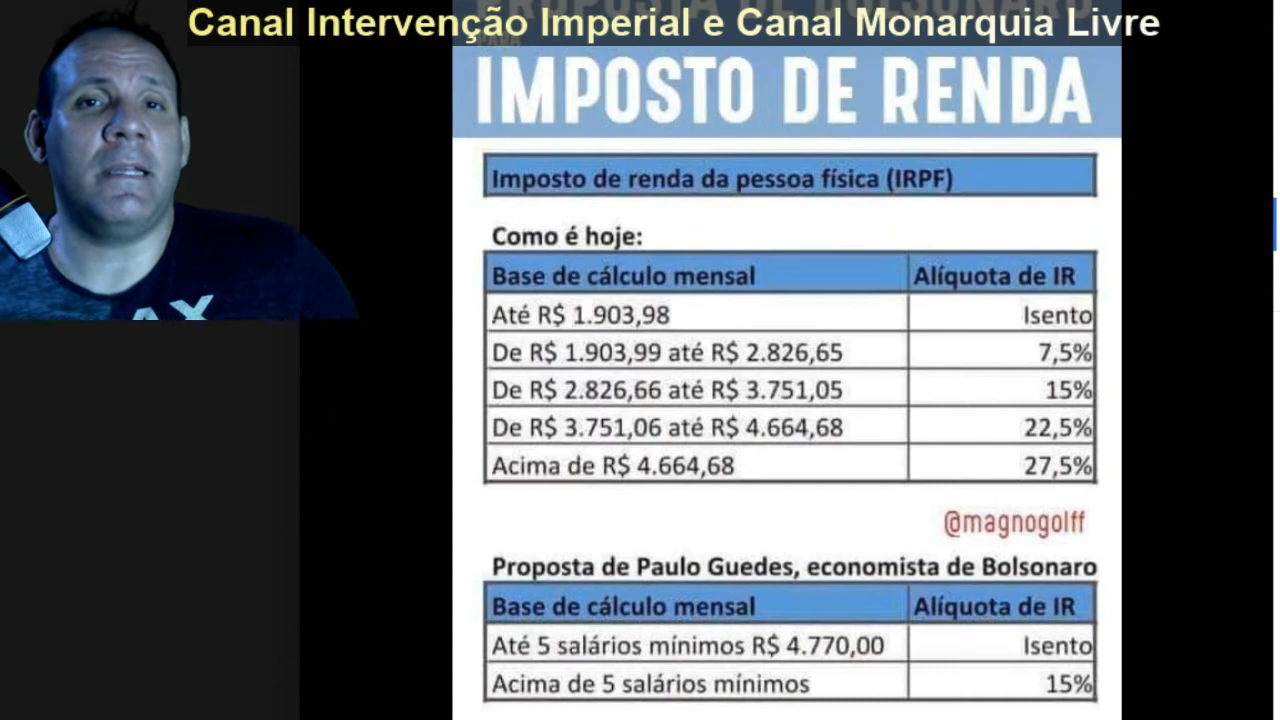 PROPOSTA DE BOLSONARO
Canal Intervenção Imperial e Canal Monarquia Livre
PARA
IMPOSTO DE RENDA
Imposto de renda da pessoa física (IRPF)
Como é hoje:
Base de cálculo mensal Alíquota de IR
Até R$ 1.903,98 Isento
De R$ 1.903,99 até R$ 2.826,65 7,5%
De R$ 2.826,66 até R$ 3.751,05 15%
De R$ 3.751,06 até R$ 4.664,68 22,5%
Acima de R$ 4.664,68 27,5%
@magnogolff
Proposta de Paulo Guedes, economista de Bolsonaro
Base de cálculo mensal Alíquota de IR
Até 5 salários mínimos R$ 4.770,00 Isento
Acima de 5 salários mínimos 15%
AX